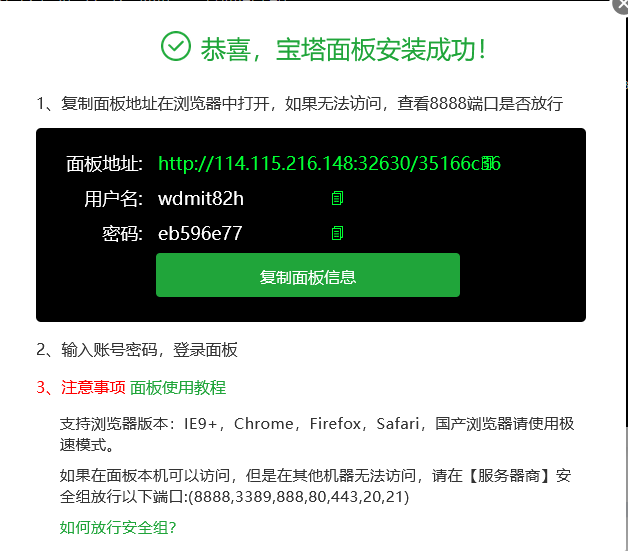 恭喜，宝塔面板安装成功！
1、复制面板地址在浏览器中打开，如果无法访问，查看8888端口是否放行
面板地址: http://114.115.216.148:32630/35166c36
用户名: wdmit82h
密码: eb596e77
复制面板信息
2、输入账号密码，登录面板
3、注意事项 面板使用教程
支持浏览器版本：IE9+，Chrome，Firefox，Safari，国产浏览器请使用极
速模式。
如果在面板本机可以访问，但是在其他机器无法访问，请在【服务器商】安
全组放行以下端口:(8888,3389,888,80,443,20,21)
如何放行安全组？